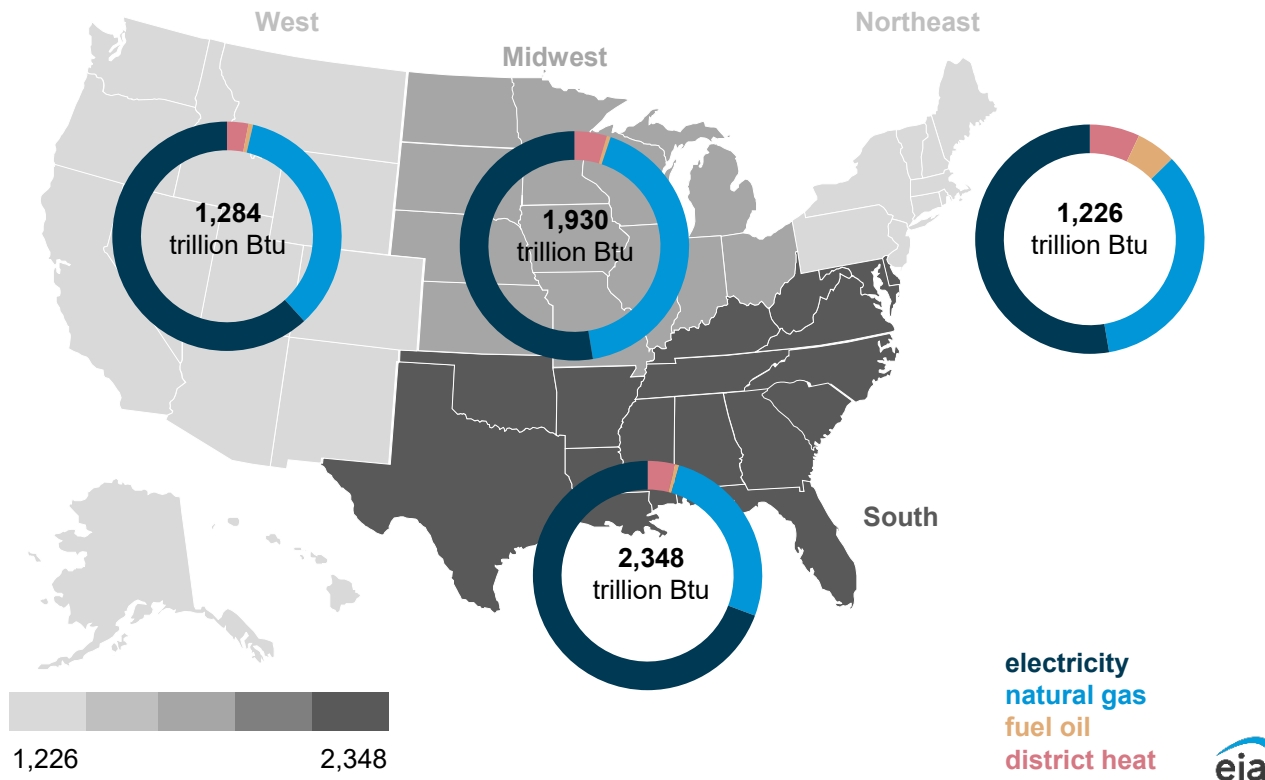 West
Northeast
Midwest
1,284
trillion Btu
1,930
trillion Btu
1,226
trillion Btu
South
2,348
trillion Btu
electricity
natural gas
fuel oil
district heat
1,226
2,348
eia